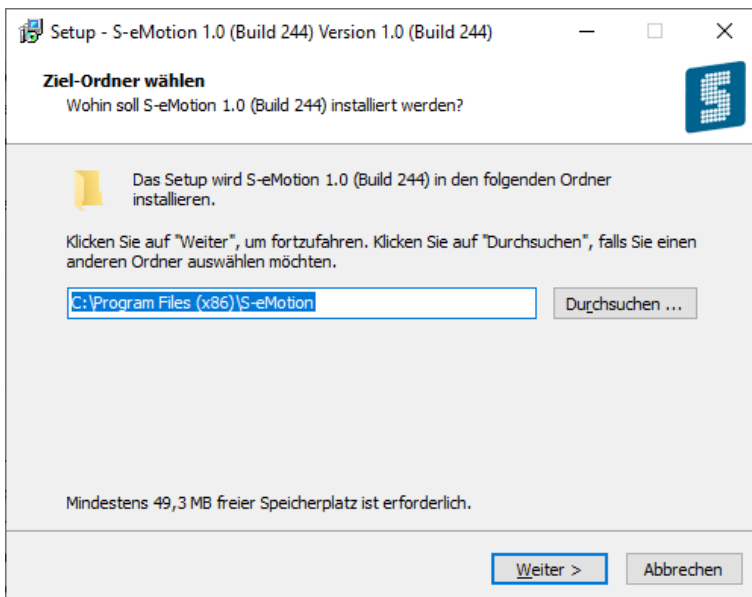 Setup - S-eMotion 1.0 (Build 244) Version 1.0 (Build 244)
Ziel-Ordner wählen
Wohin soll S-eMotion 1.0 (Build 244) installiert werden?
Das Setup wird S-eMotion 1.0 (Build 244) in den folgenden Ordner
installieren.
Klicken Sie auf "Weiter", um fortzufahren. Klicken Sie auf "Durchsuchen", falls Sie einen
anderen Ordner auswählen möchten.
C:\Program Files (x86)\S-eMotion
Durchsuchen ...
Mindestens 49,3 MB freier Speicherplatz ist erforderlich.
Weiter >
Abbrechen